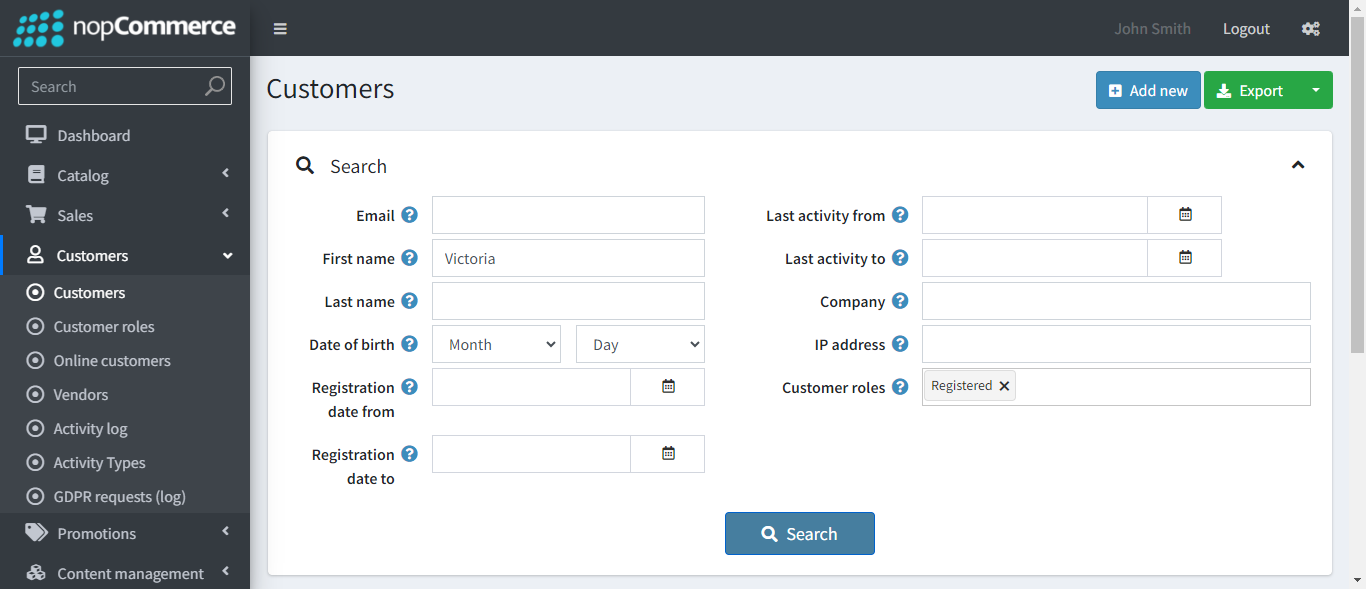 nopCommerce
John Smith
Logout
Search
Dashboard
Catalog
Sales
Customers
Customers
Customer roles
Online customers
Vendors
Activity log
Activity Types
GDPR requests (log)
Promotions
Content management
Customers
Add new
Export
Search
Email
First name
Victoria
Last name
Date of birth
Month
Day
Registration
date from
Registration
date to
Last activity from
Last activity to
Company
IP address
Customer roles
Registered
Search